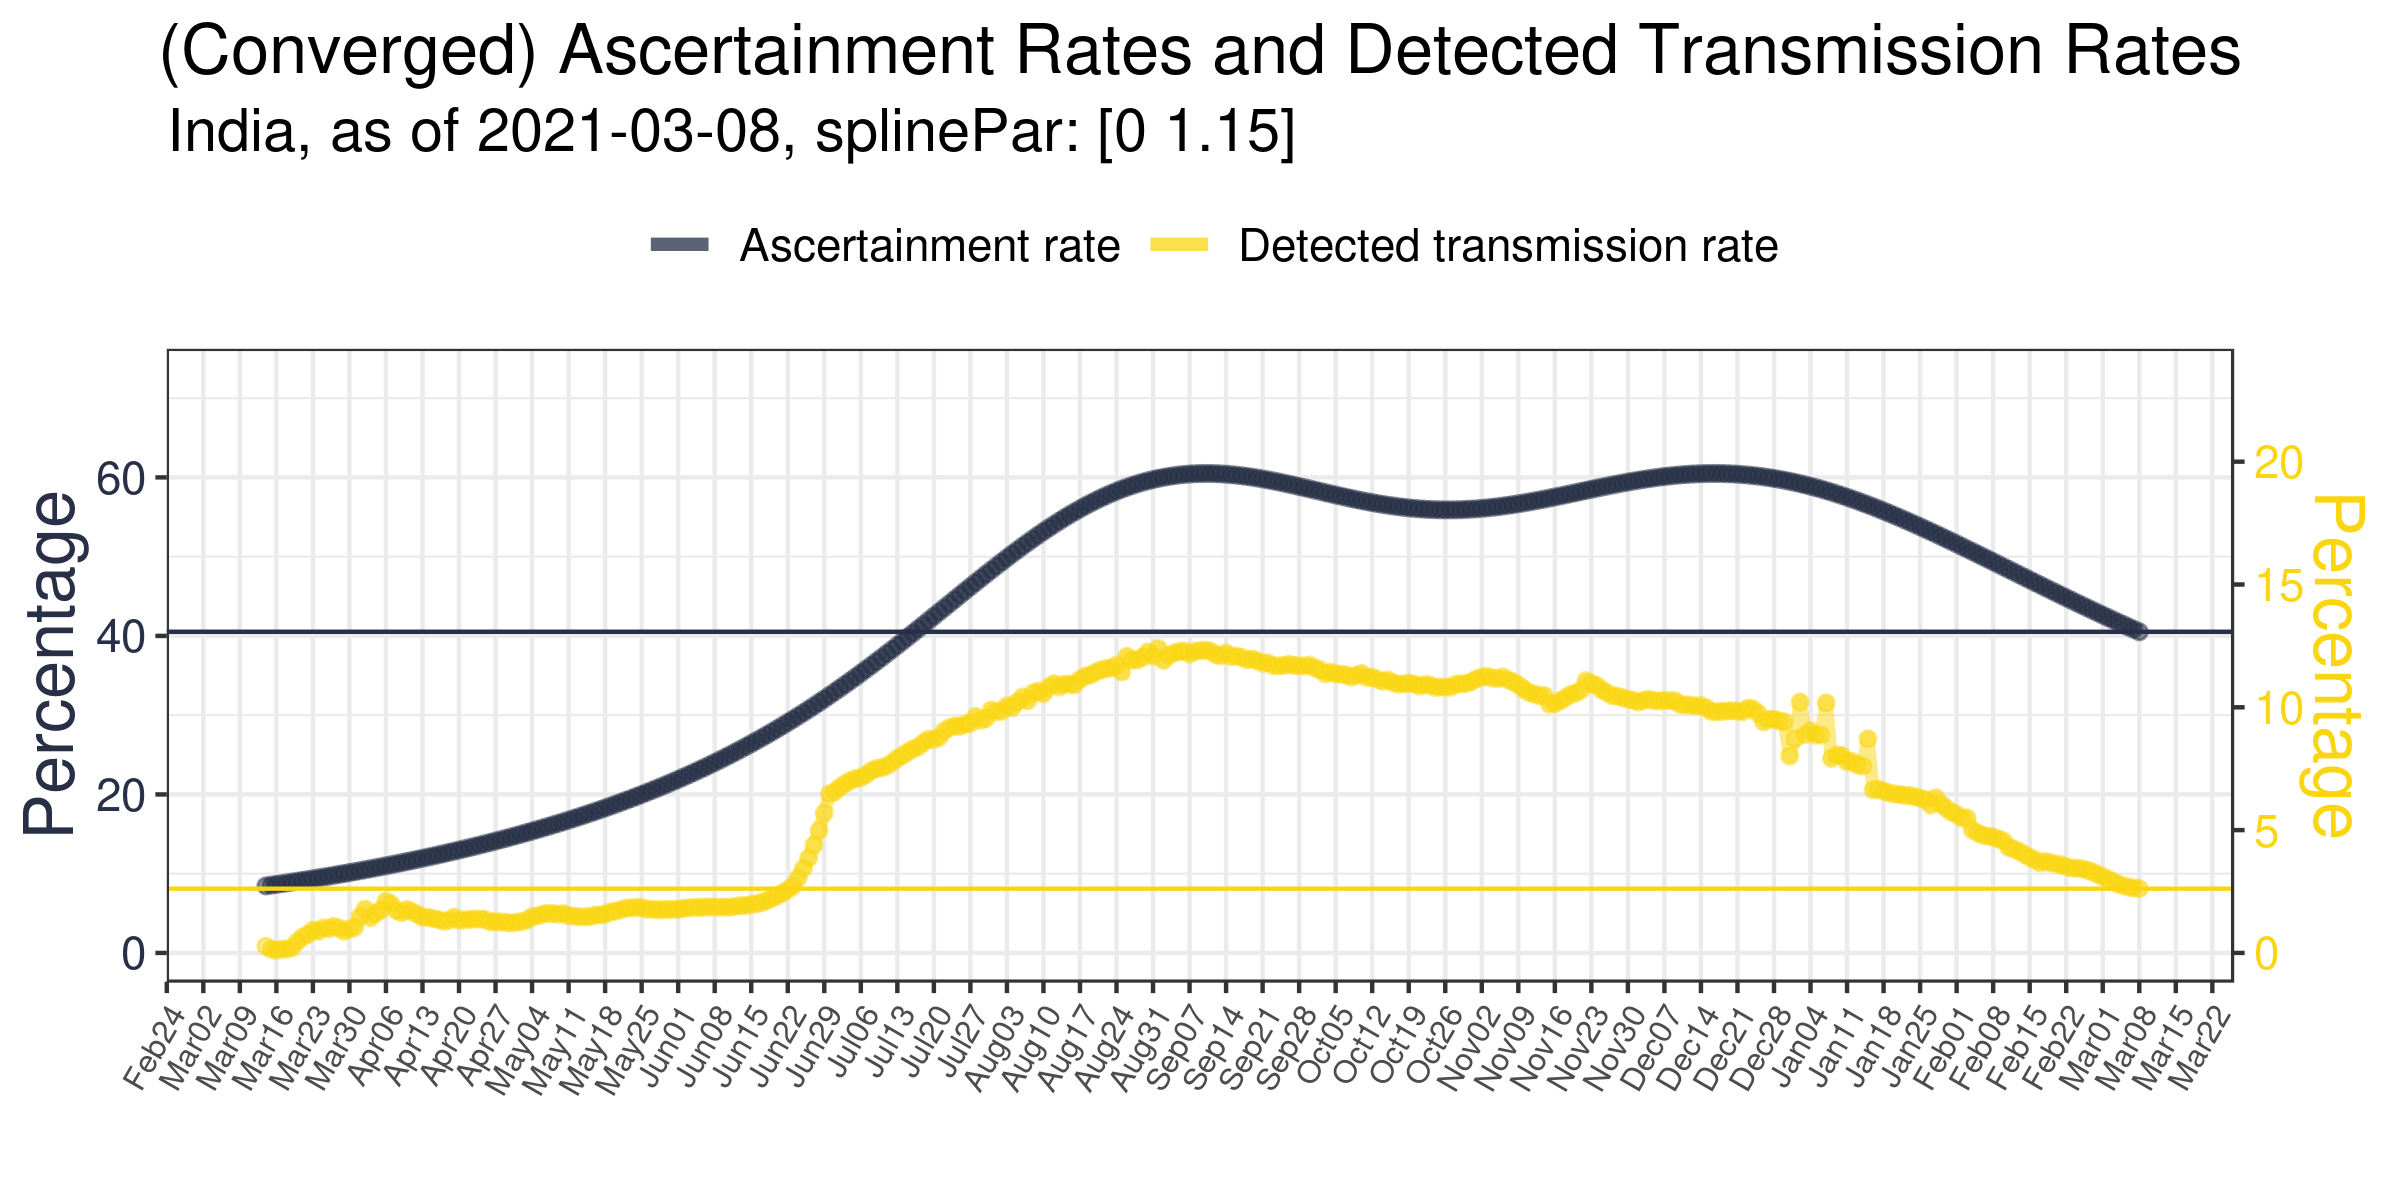 (Converged) Ascertainment Rates and Detected Transmission Rates
India, as of 2021-03-08, splinePar: [0 1.15]
Ascertainment rate Detected transmission rate
Percentage
60
40
20
0
20
15
10
5
0
Percentage
Feb24 Mar02 Mar09 Mar16 Mar23 Mar30 Apr06 Apr13 Apr20 Apr27 May04 May11 May18 May25 Jun01 Jun08 Jun15 Jun22 Jun29 Jul06 Jul13 Jul20 Jul27 Aug03 Aug10 Aug17 Aug24 Aug31 Sep07 Sep14 Sep21 Sep28 Oct05 Oct12 Oct19 Oct26 Nov02 Nov09 Nov16 Nov23 Nov30 Dec07 Dec14 Dec21 Dec28 Jan04 Jan11 Jan18 Jan25 Feb01 Feb08 Feb15 Feb22 Mar01 Mar08 Mar15 Mar22